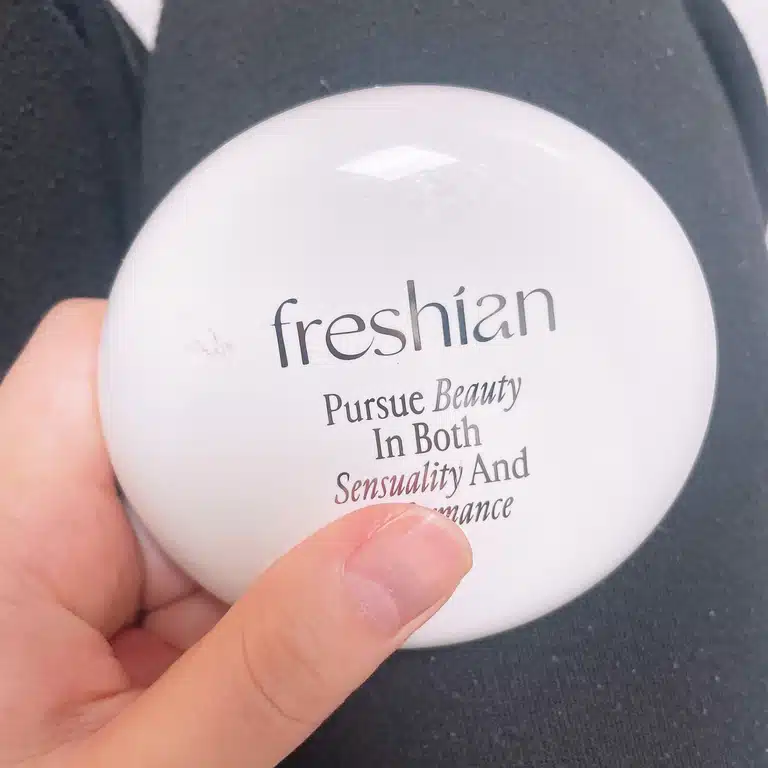 freshian
Pursue Beauty
In Both
Sensuality And